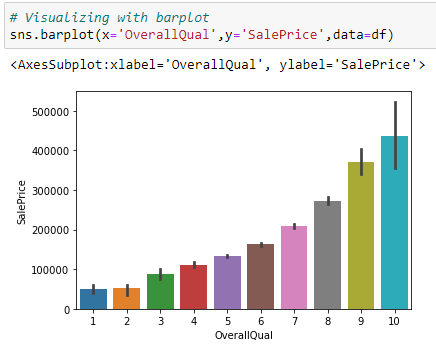 # Visualizing with barplot
sns.barplot(x='OverallQual',y='SalePrice',data=df)
<AxesSubplot:xlabel='OverallQual', ylabel='SalePrice'>
500000
400000
300000
200000
100000
0
SalePrice
1 2 3 4 5 6 7 8 9 10
OverallQual